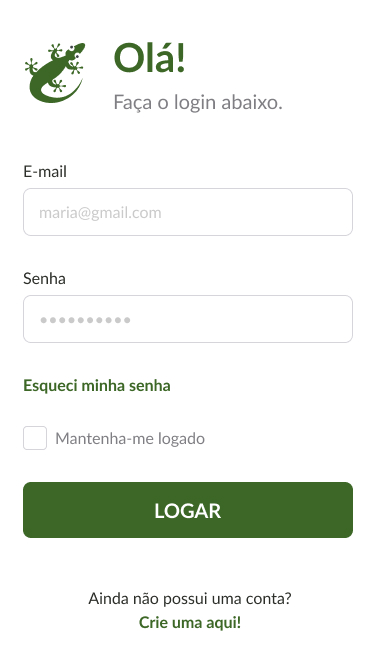 Olá!
Faça o login abaixo.
E-mail
maria@gmail.com
Senha
••••••••••
Esqueci minha senha
Mantenha-me logado
LOGAR
Ainda não possui uma conta?
Crie uma aqui!